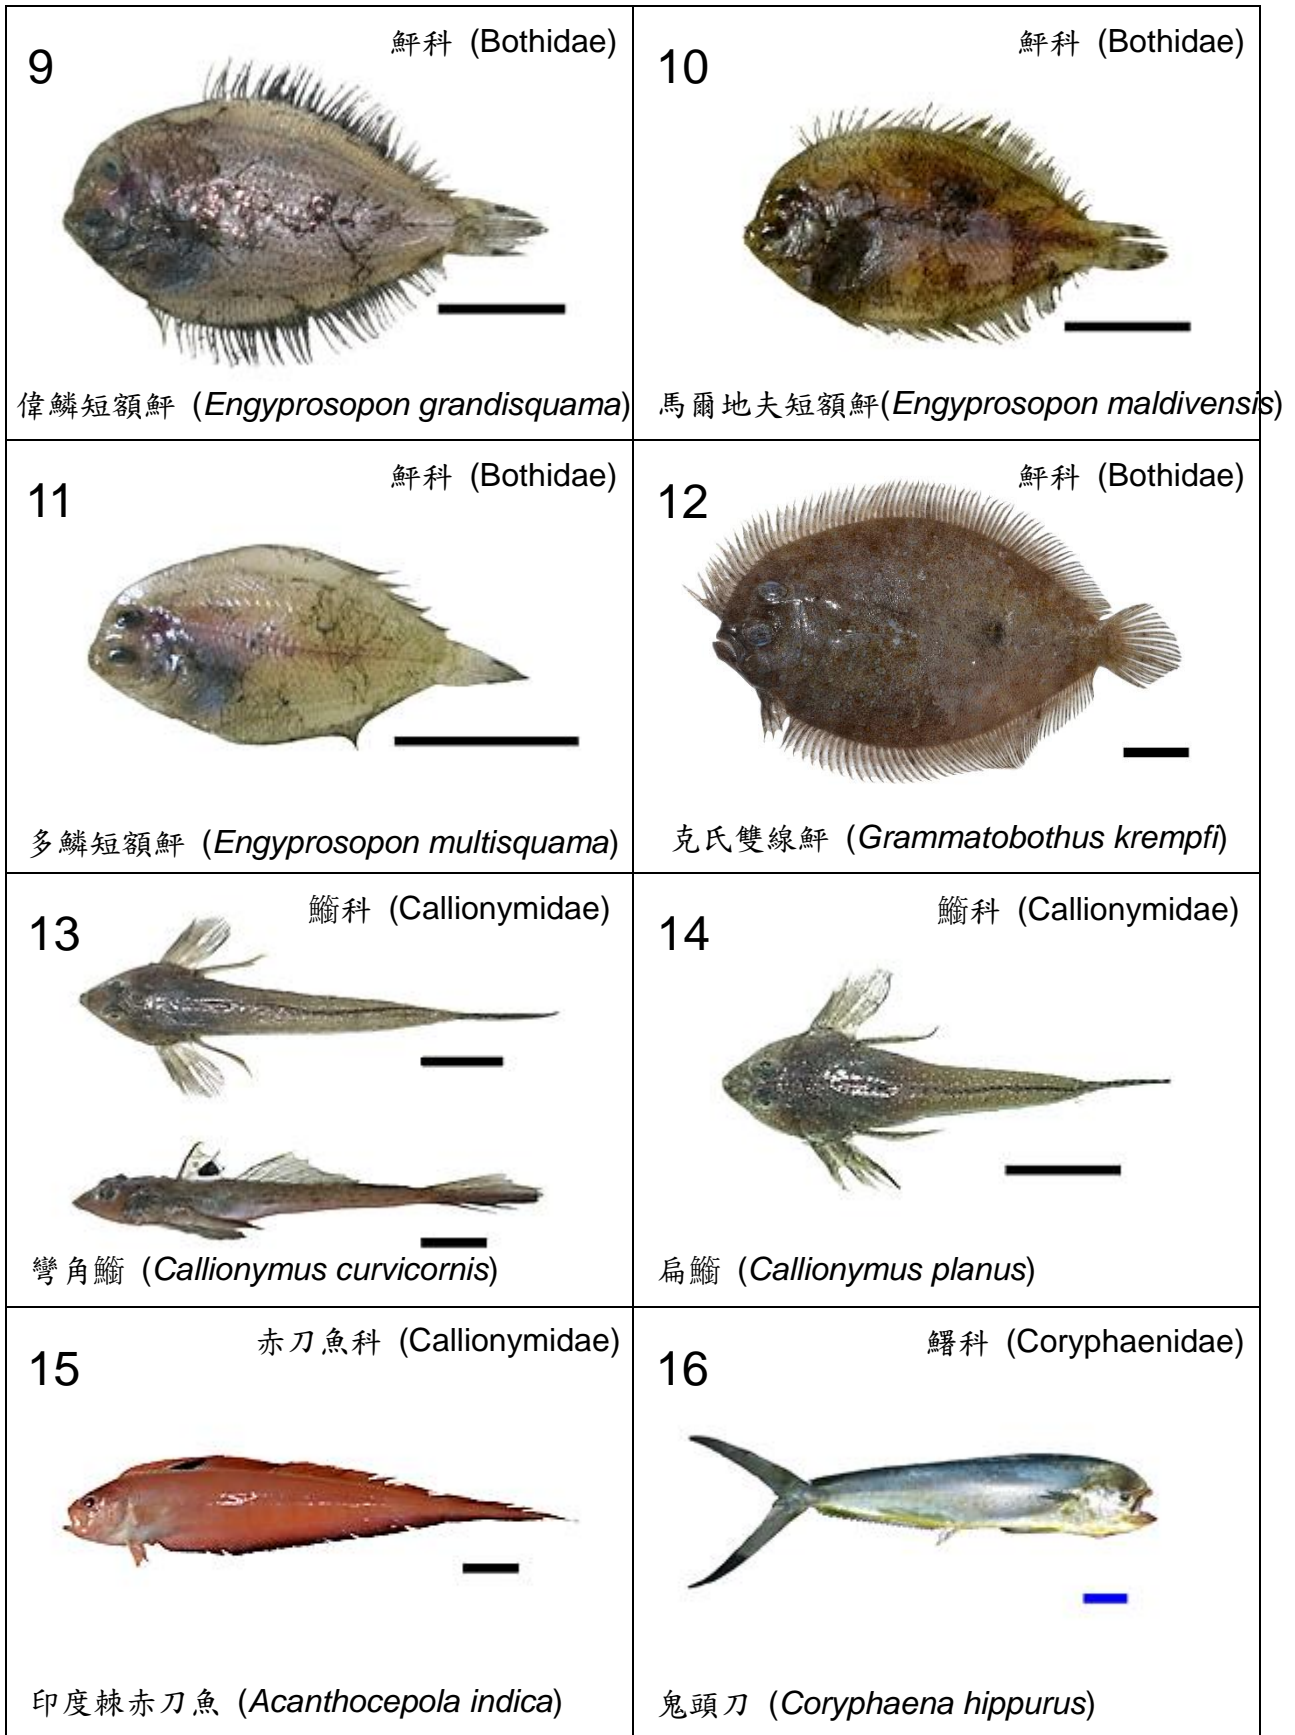 9
鮃科 (Bothidae)
偉鱗短額鮃 (Engyprosopon grandisquama)
10
鮃科 (Bothidae)
馬爾地夫短額鮃(Engyprosopon maldivensis)
11
鮃科 (Bothidae)
多鱗短額鮃 (Engyprosopon multisquama)
12
鮃科 (Bothidae)
克氏雙線鮃 (Grammatobothus krempfi)
13
鰤科 (Callionymidae)
彎角鰤 (Callionymus curvicornis)
14
鰤科 (Callionymidae)
扁鰤 (Callionymus planus)
15
赤刀魚科 (Callionymidae)
印度棘赤刀魚 (Acanthocepola indica)
16
鱰科 (Coryphaenidae)
鬼頭刀 (Coryphaena hippurus)